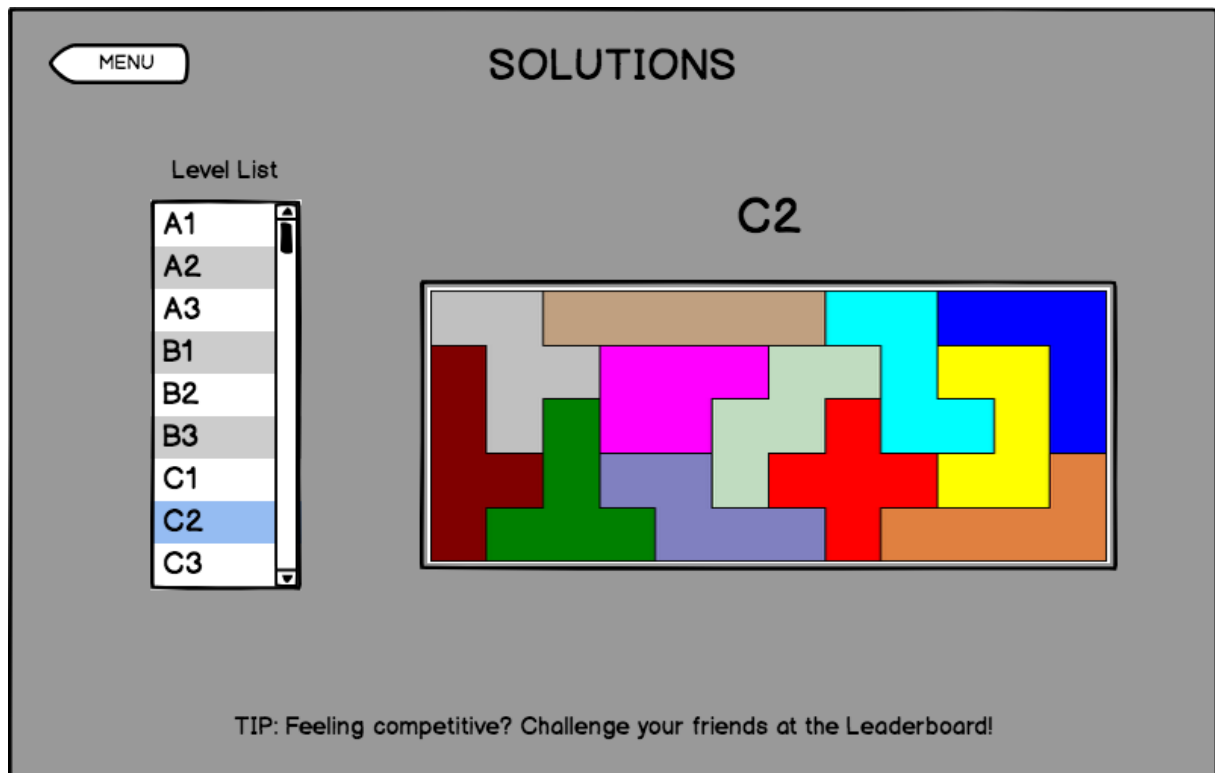 MENU
SOLUTIONS
Level List
A1
A2
A3
B1
B2
B3
C1
C2
C3
C2
TIP: Feeling competitive? Challenge your friends at the Leaderboard!